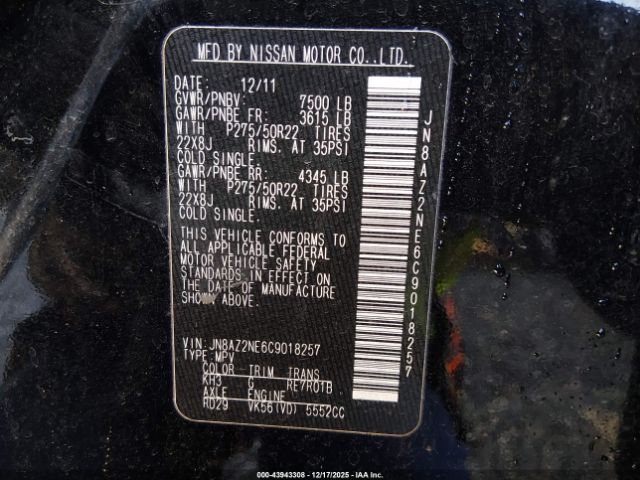 MFD BY NISSAN MOTOR CO.,LTD.
DATE: 12/11
GVWR/PNBV: 7500 LB
GAWR/PNBE FR: 3615 LB
WITH P275/50R22 TIRES
22X8J RIMS. AT 35PSI
COLD SINGLE.
GAWR/PNBE RR: 4345 LB
WITH P275/50R22 TIRES
22X8J RIMS. AT 35PSI
COLD SINGLE.
THIS VEHICLE CONFORMS TO
ALL APPLICABLE FEDERAL
MOTOR VEHICLE SAFETY
STANDARDS IN EFFECT ON
THE DATE OF MANUFACTURE
SHOWN ABOVE.
VIN: JN8AZ2NE6C9018257
TYPE: MPV
COLOR TRIM TRANS
KH3 G RE7R01B
AXLE ENGINE
RD29 VK56(VD) 5552CC
JN8AZ2NE6C9018257
000-43943308 - 12/17/2025 - IAAI.COM